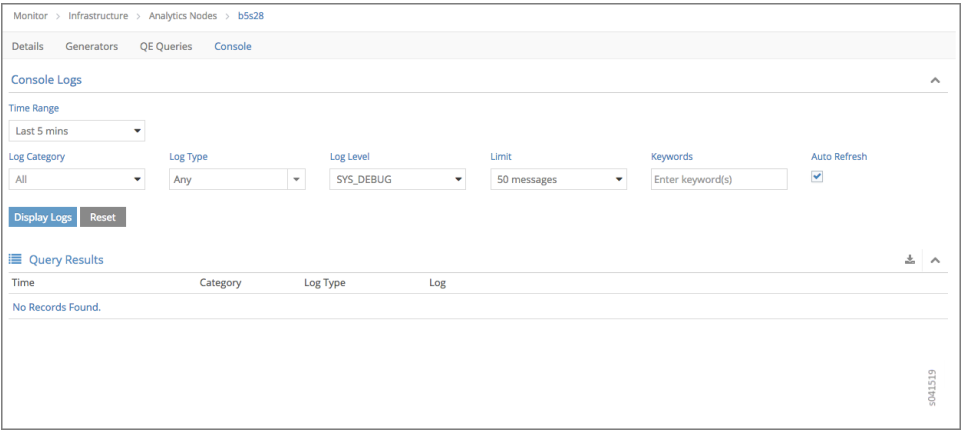 Monitor > Infrastructure > Analytics Nodes > b5s28
Details Generators QE Queries Console
Console Logs
Time Range
Last 5 mins
Log Category Log Type Log Level Limit Keywords Auto Refresh
All Any SYS_DEBUG 50 messages Enter keyword(s)
Display Logs Reset
Query Results
Time Category Log Type Log
No Records Found.
s041519